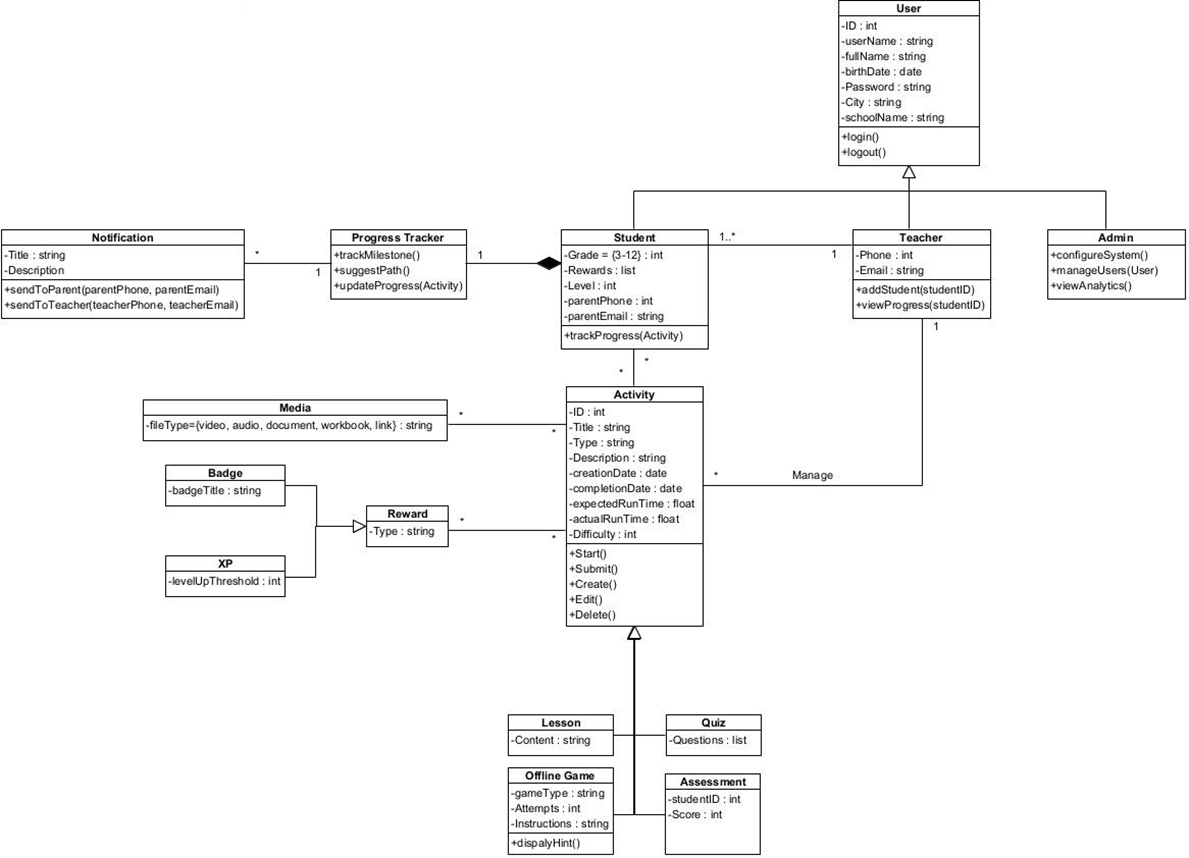 User
-ID : int
-userName : string
-fullName : string
-birthDate : date
-Password : string
-City : string
-schoolName : string
+login()
+logout()
Notification
-Title : string
-Description
+sendToParent(parentPhone, parentEmail)
+sendToTeacher(teacherPhone, teacherEmail)
*
1
Progress Tracker
+trackMilestone()
+suggestPath()
+updateProgress(Activity)
1
Student
-Grade = {3-12} : int
-Rewards : list
-Level : int
-parentPhone : int
-parentEmail : string
+trackProgress(Activity)
1..*
1
Teacher
-Phone : int
-Email : string
+addStudent(studentID)
+viewProgress(studentID)
1
Admin
+configureSystem()
+manageUsers(User)
+viewAnalytics()
*
*
Media
-fileType={video, audio, document, workbook, link} : string
*
*
Activity
-ID : int
-Title : string
-Type : string
-Description : string
-creationDate : date
-completionDate : date
-expectedRunTime : float
-actualRunTime : float
-Difficulty : int
+Start()
+Submit()
+Create()
+Edit()
+Delete()
*
Manage
Badge
-badgeTitle : string
Reward
-Type : string
*
*
XP
-levelUpThreshold : int
Lesson
-Content : string
Quiz
-Questions : list
Offline Game
-gameType : string
-Attempts : int
-Instructions : string
+dispalyHint()
Assessment
-studentID : int
-Score : int